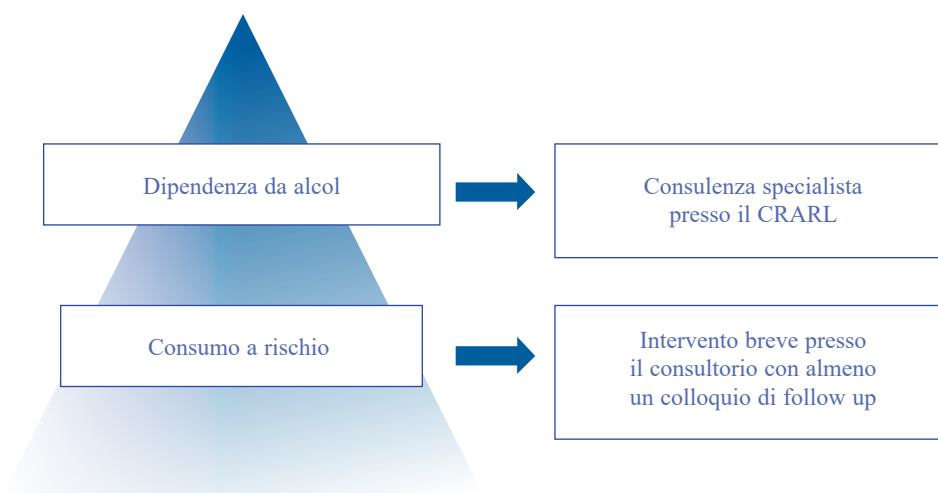 Dipendenza da alcol
Consulenza specialista
presso il CRARL
Consumo a rischio
Intervento breve presso
il consultorio con almeno
un colloquio di follow up